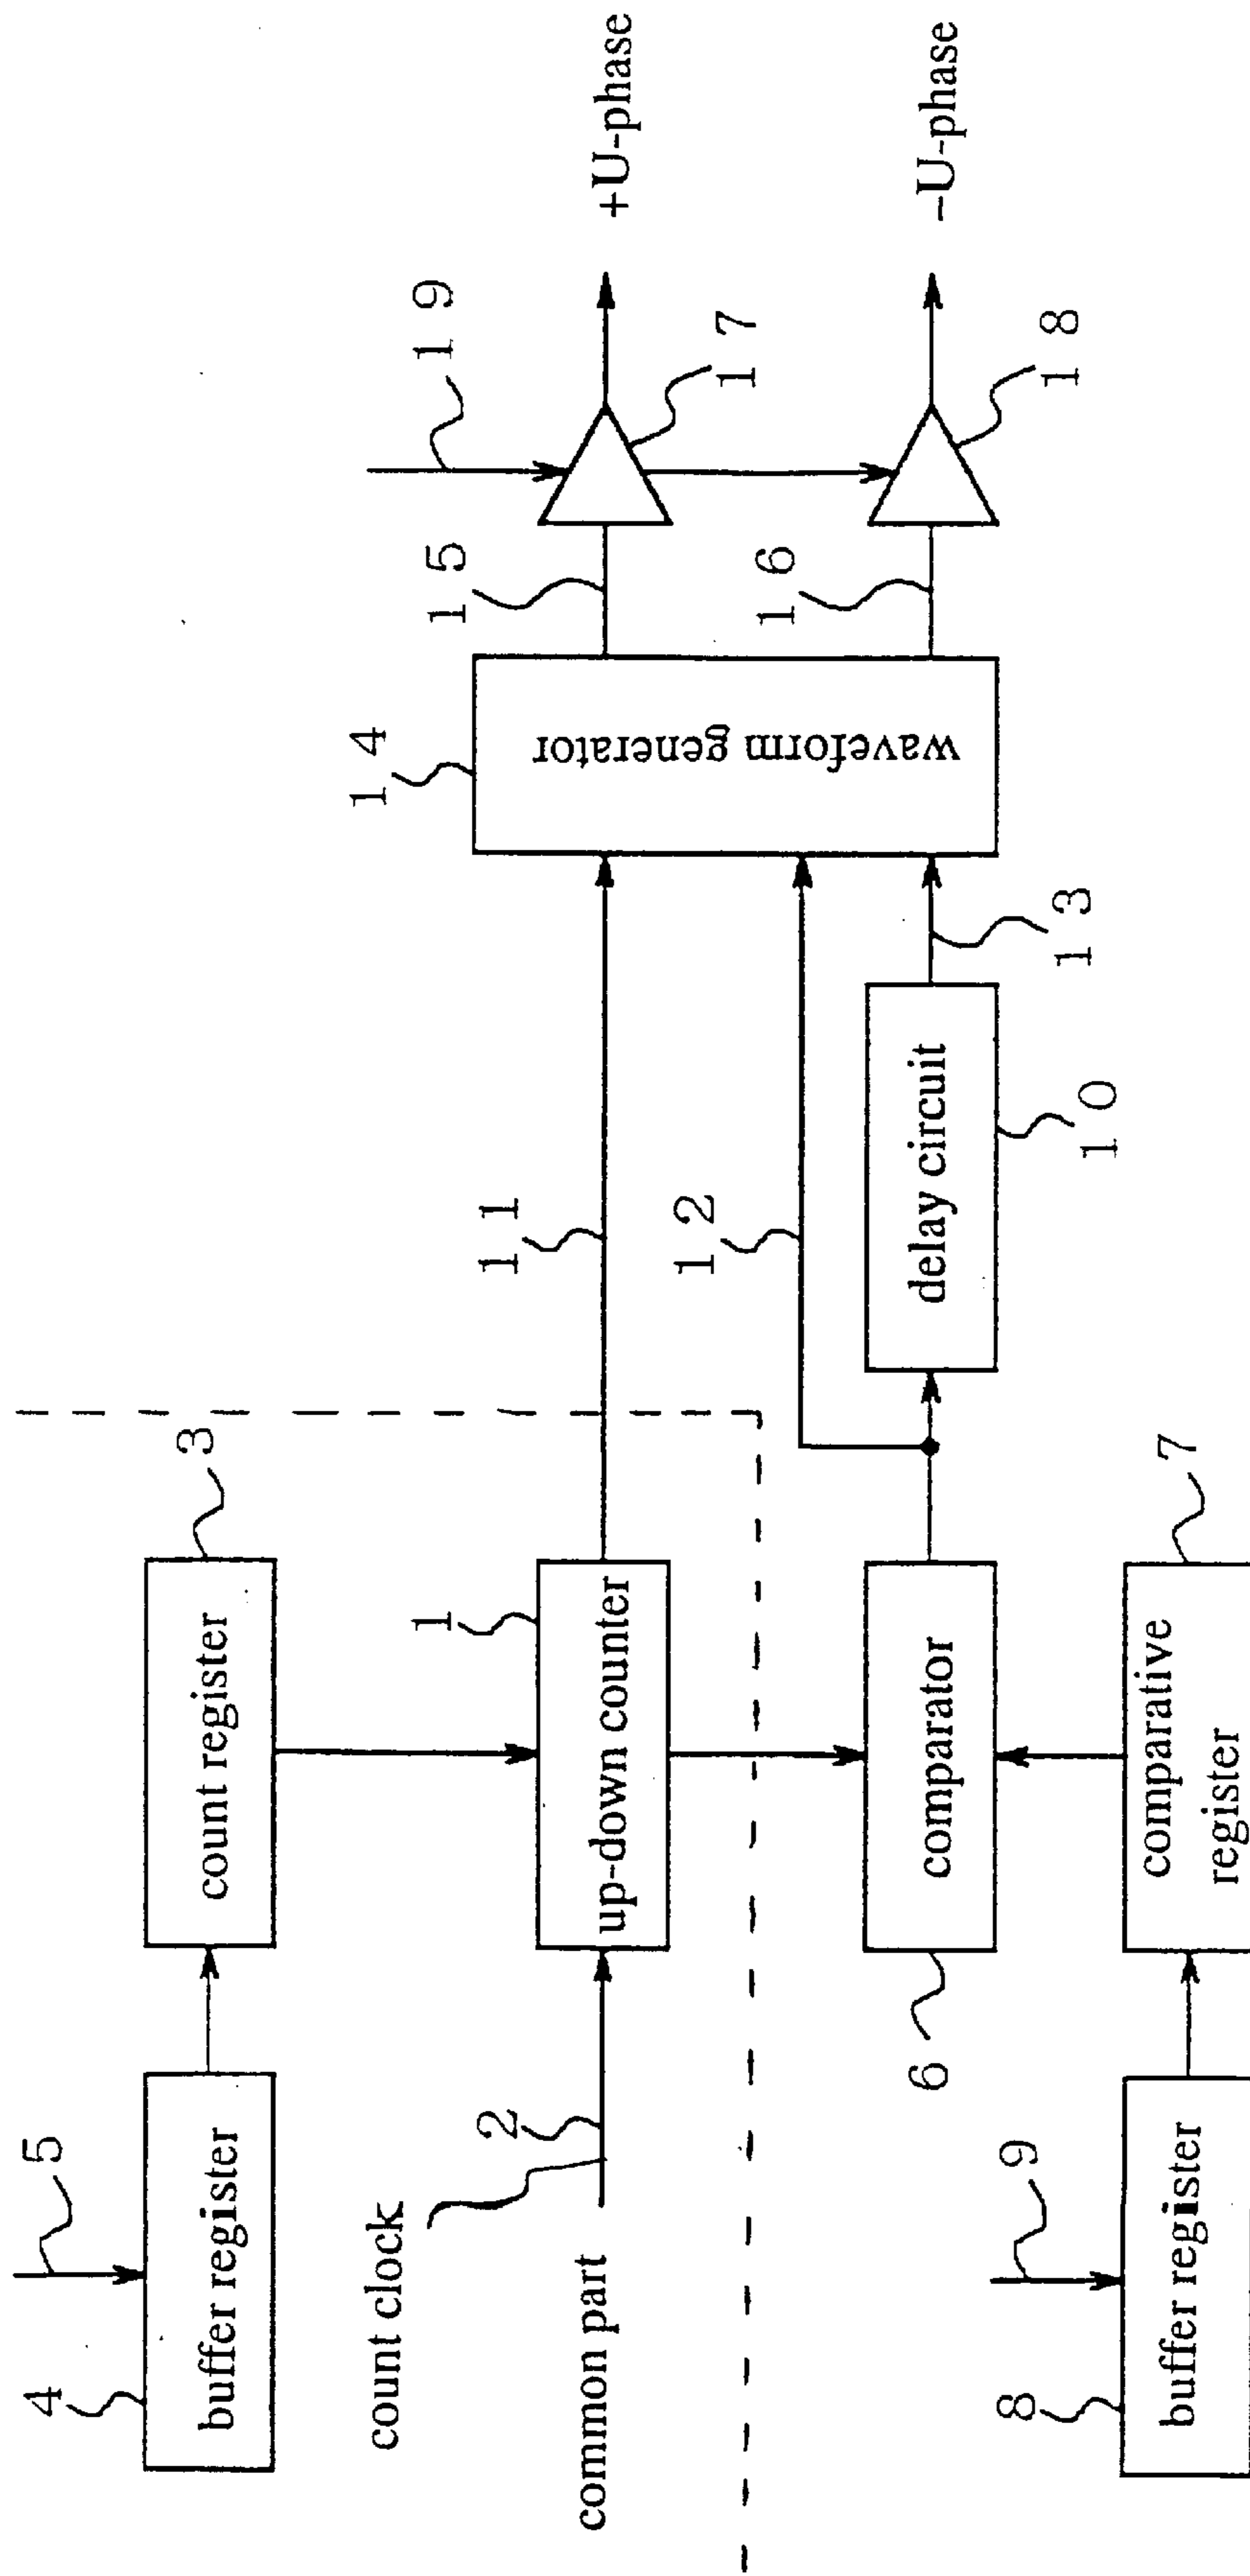 5
4
buffer register
count register
3
count clock
2
common part
1
up-down counter
11
14
waveform generator
15
19
17
+U-phase
6
comparator
12
delay circuit
10
13
16
18
–U-phase
9
8
buffer register
comparative
register
7